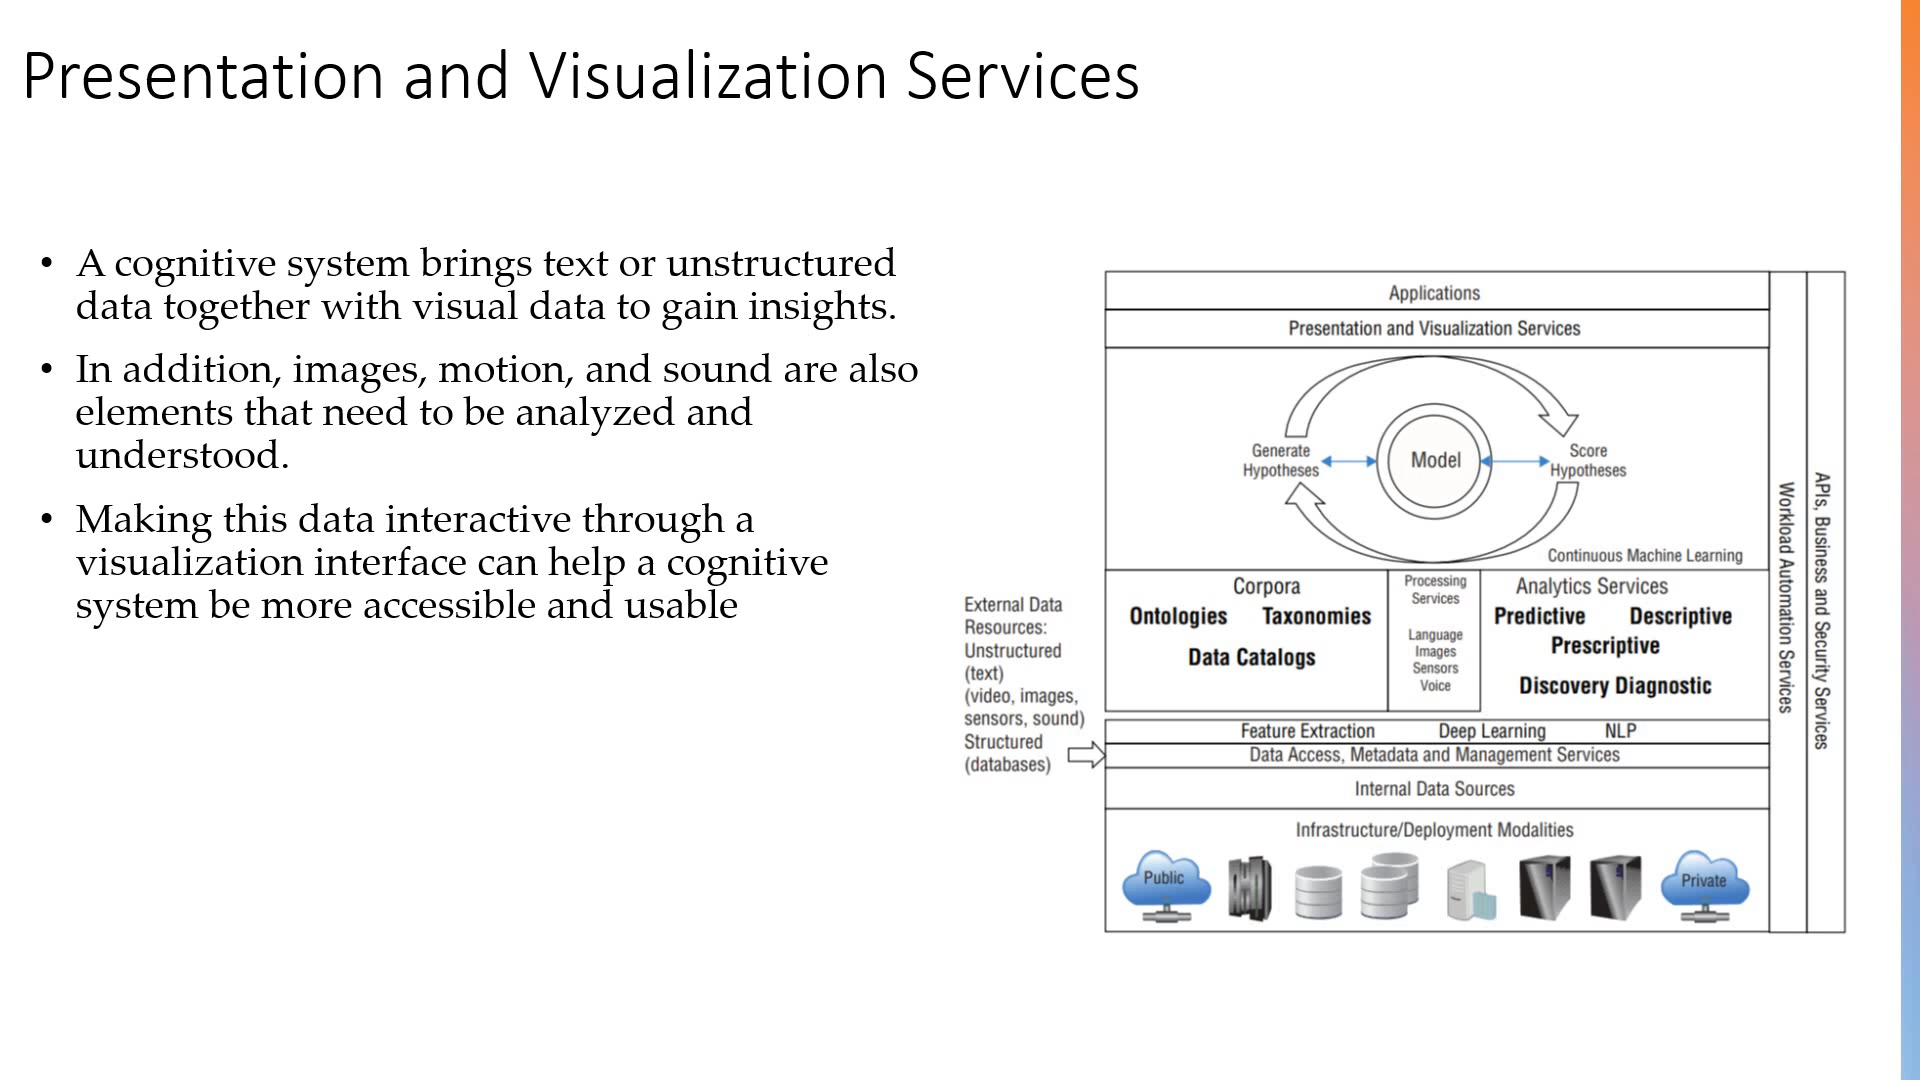 Presentation and Visualization Services
• A cognitive system brings text or unstructured
data together with visual data to gain insights.
• In addition, images, motion, and sound are also
elements that need to be analyzed and
understood.
• Making this data interactive through a
visualization interface can help a cognitive
system be more accessible and usable
External Data
Resources:
Unstructured
(text)
(video, images,
sensors, sound)
Structured
(databases)
Applications
Presentation and Visualization Services
Generate
Hypotheses
Model
Score
Hypotheses
Continuous Machine Learning
Corpora
Ontologies Taxonomies
Data Catalogs
Processing
Services
Language
Images
Sensors
Voice
Analytics Services
Predictive Descriptive
Prescriptive
Discovery Diagnostic
Feature Extraction Deep Learning NLP
Data Access, Metadata and Management Services
Internal Data Sources
Infrastructure/Deployment Modalities
Public
Private
Workload Automation Services
APIs, Business and Security Services